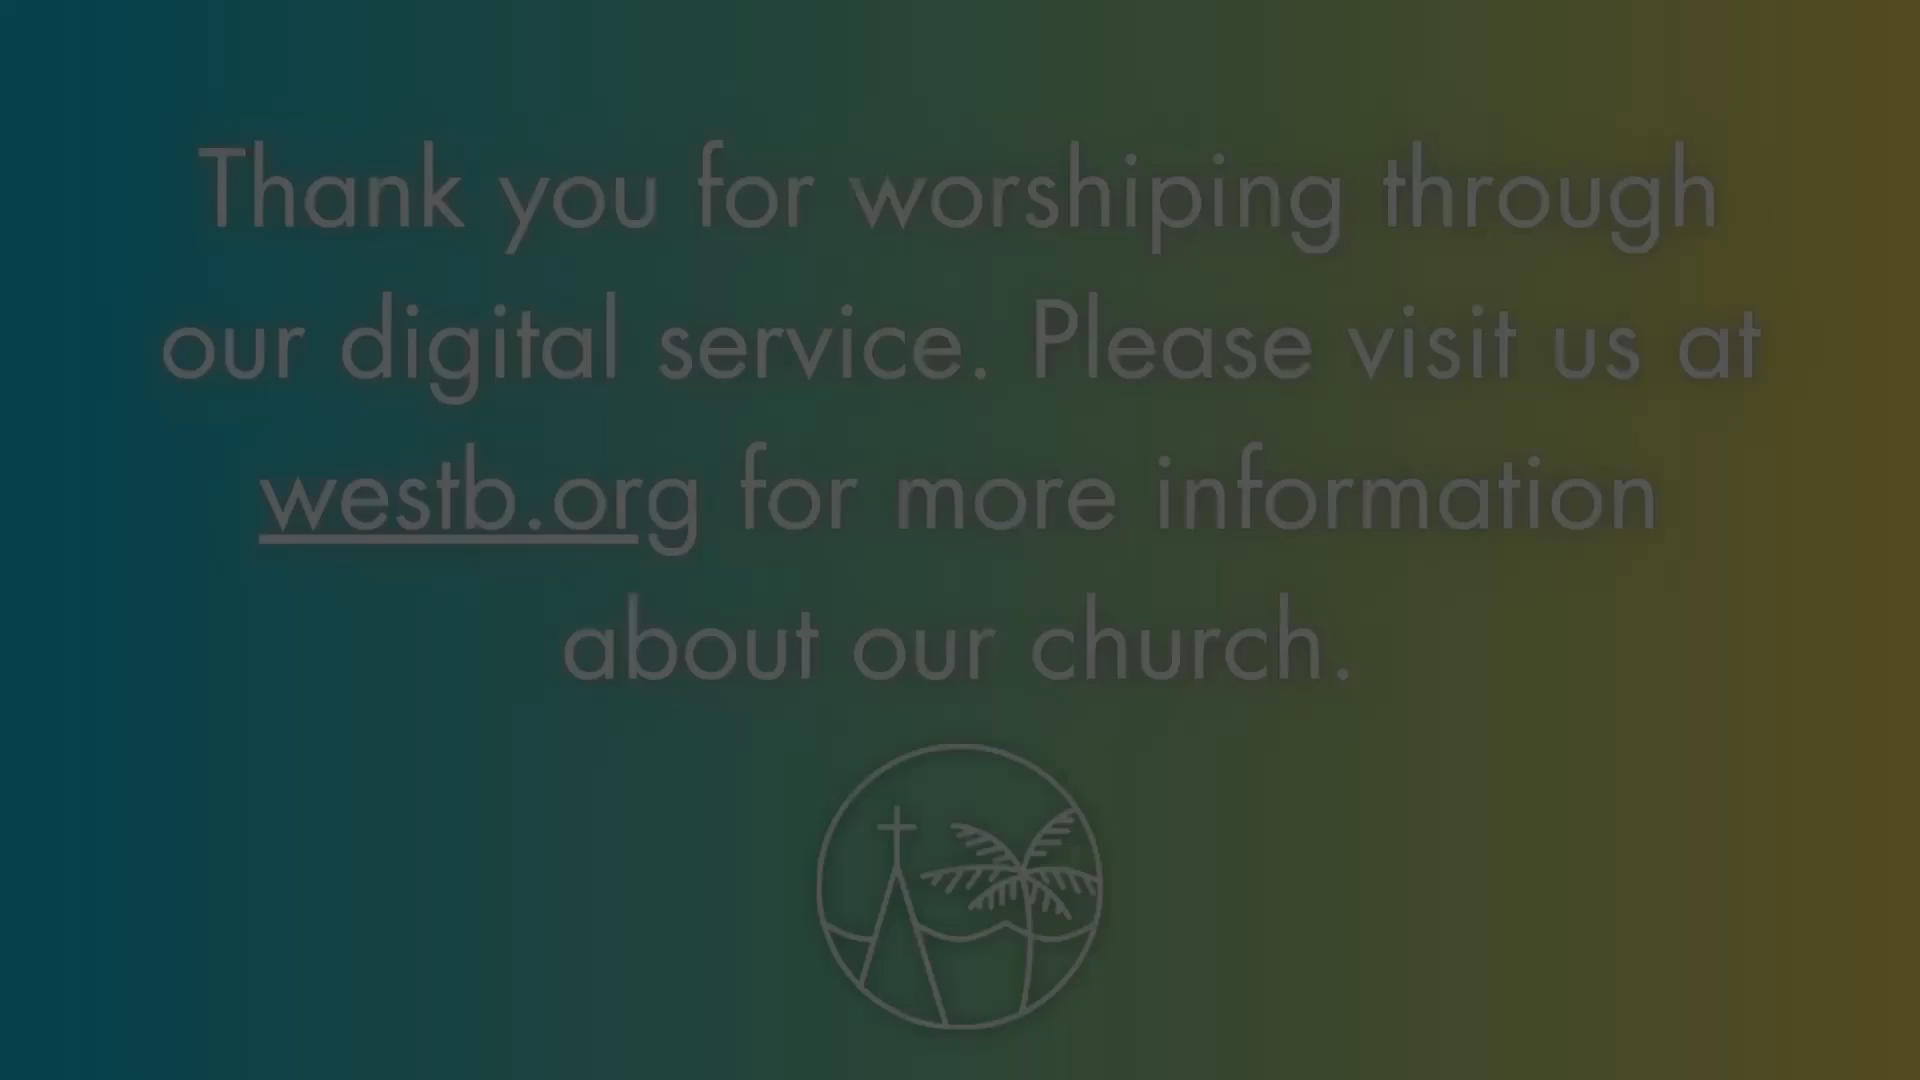 Thank you for worshiping through
our digital service. Please visit us at
westb.org for more information
about our church.